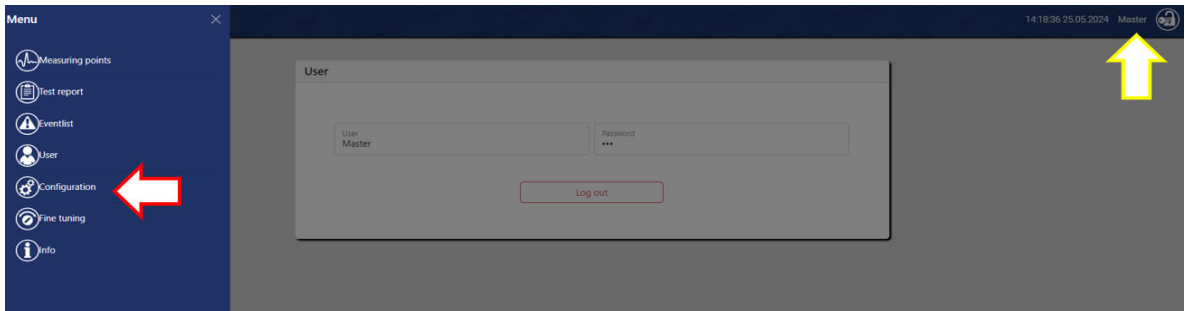 Menu
14:18:36 25.05.2024 Master
Measuring points
Test report
Eventlist
User
Configuration
Fine tuning
Info
User
User
Master
Password
•••
Log out